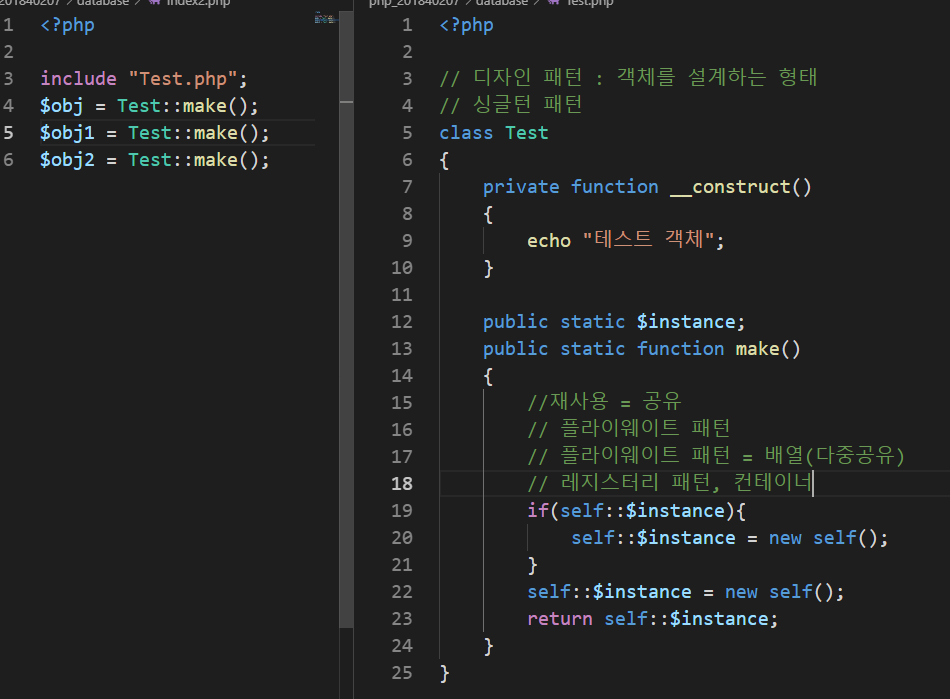 201840207 / database / index2.php
1 <?php
2
3 include "Test.php";
4 $obj = Test::make();
5 $obj1 = Test::make();
6 $obj2 = Test::make();
php_201840207 / database / Test.php
1 <?php
2
3 // 디자인 패턴 : 객체를 설계하는 형태
4 // 싱글턴 패턴
5 class Test
6 {
7 private function __construct()
8 {
9 echo "테스트 객체";
10 }
11
12 public static $instance;
13 public static function make()
14 {
15 //재사용 = 공유
16 // 플라이웨이트 패턴
17 // 플라이웨이트 패턴 = 배열(다중공유)
18 // 레지스터리 패턴, 컨테이너
19 if(self::$instance){
20 self::$instance = new self();
21 }
22 self::$instance = new self();
23 return self::$instance;
24 }
25 }